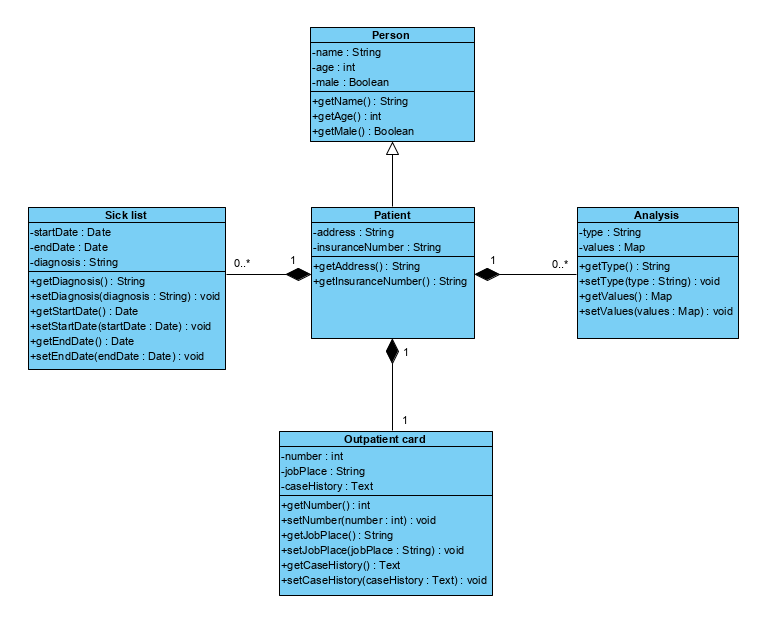 Person
-name : String
-age : int
-male : Boolean
+getName() : String
+getAge() : int
+getMale() : Boolean
Sick list
-startDate : Date
-endDate : Date
-diagnosis : String
+getDiagnosis() : String
+setDiagnosis(diagnosis : String) : void
+getStartDate() : Date
+setStartDate(startDate : Date) : void
+getEndDate() : Date
+setEndDate(endDate : Date) : void
0..*
1
Patient
-address : String
-insuranceNumber : String
+getAddress() : String
+getInsuranceNumber() : String
1
0..*
Analysis
-type : String
-values : Map
+getType() : String
+setType(type : String) : void
+getValues() : Map
+setValues(values : Map) : void
1
1
Outpatient card
-number : int
-jobPlace : String
-caseHistory : Text
+getNumber() : int
+setNumber(number : int) : void
+getJobPlace() : String
+setJobPlace(jobPlace : String) : void
+getCaseHistory() : Text
+setCaseHistory(caseHistory : Text) : void